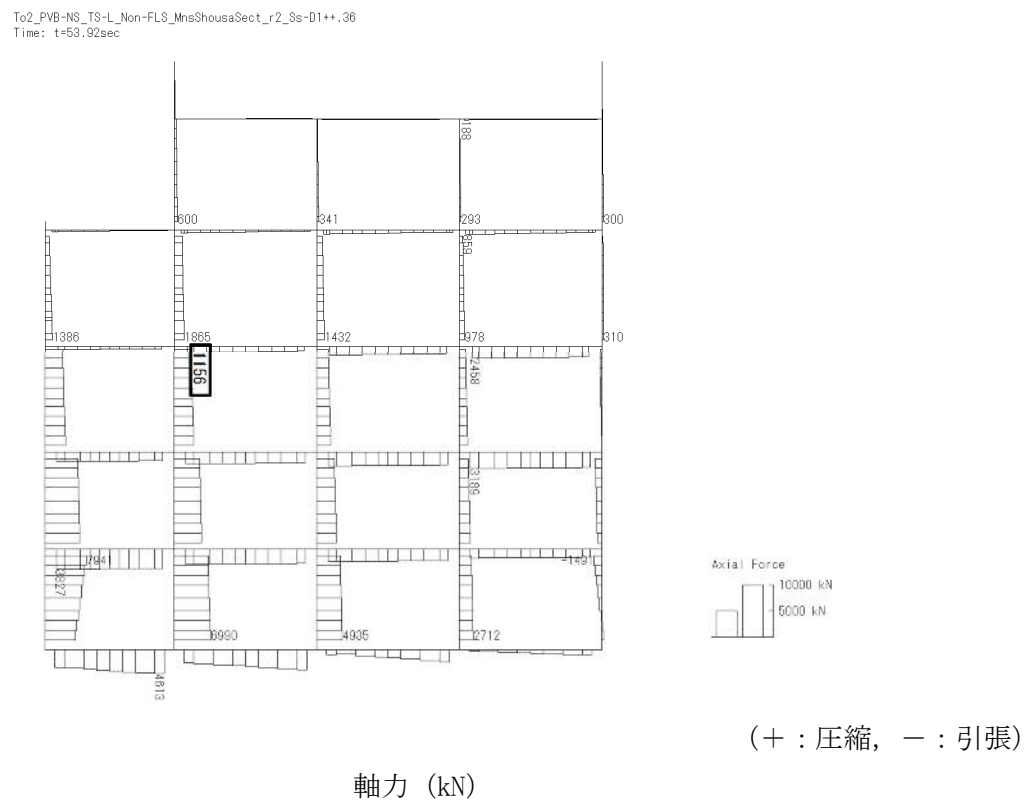 To2_PVB-NS_TS-L_Non-FLS_MnsShousaSect_r2_Ss-D1++.36
Time: t=53.92sec
188
600
341
293
300
859
1386
1865
1432
978
310
1156
2458
3189
-1491
Axial Force
10000 kN
5000 kN
3827
6990
4935
2712
4613
(＋：圧縮, －：引張)
軸力 (kN)